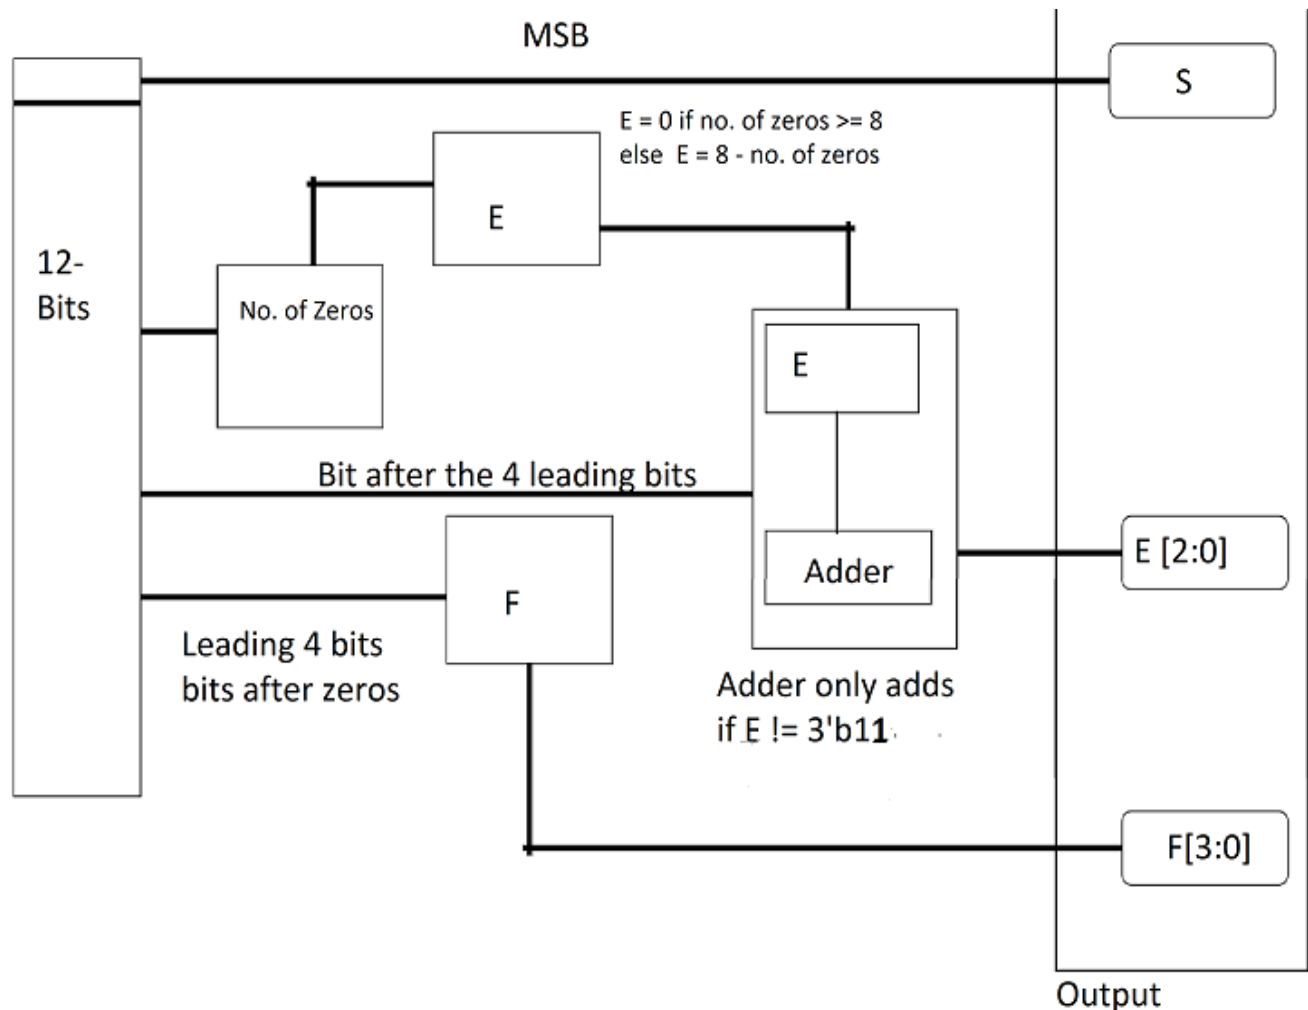 MSB
S
E = 0 if no. of zeros >= 8
else E = 8 - no. of zeros
E
12-
Bits
No. of Zeros
E
Bit after the 4 leading bits
E [2:0]
Adder
F
Leading 4 bits
bits after zeros
Adder only adds
if E != 3'b11
F[3:0]
Output